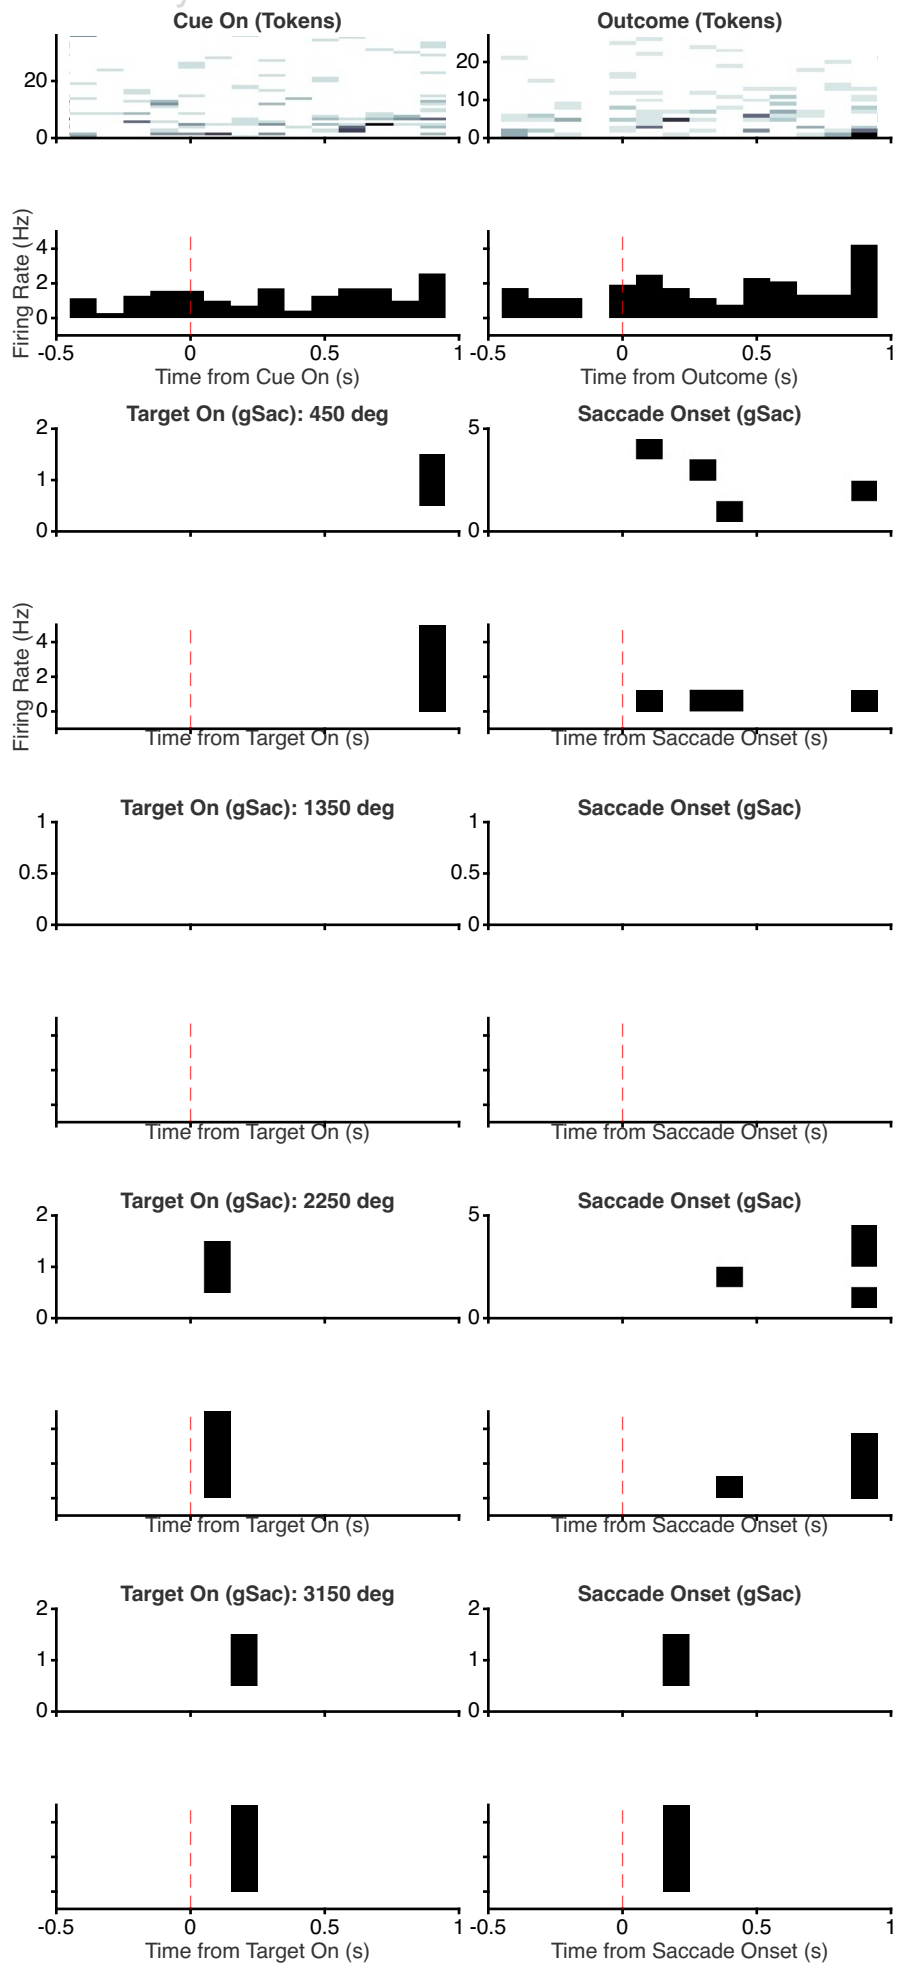 Cue On (Tokens) Outcome (Tokens)
20 20
10
0 0
0 0.5 1
Firing Rate (Hz)
4
2
0
-0.5 0 0.5 1 -0.5 0 0.5 1
Time from Cue On (s) Time from Outcome (s)
Target On (gSac): 450 deg Saccade Onset (gSac)
2 5
1
0 0
Firing Rate (Hz)
4
2
0
Time from Target On (s) Time from Saccade Onset (s)
Target On (gSac): 1350 deg Saccade Onset (gSac)
1 1
0.5 0.5
0 0
Time from Target On (s) Time from Saccade Onset (s)
Target On (gSac): 2250 deg Saccade Onset (gSac)
2 5
1
0 0
Time from Target On (s) Time from Saccade Onset (s)
Target On (gSac): 3150 deg Saccade Onset (gSac)
2 2
1 1
0 0
-0.5 0 0.5 1 -0.5 0 0.5 1
Time from Target On (s) Time from Saccade Onset (s)